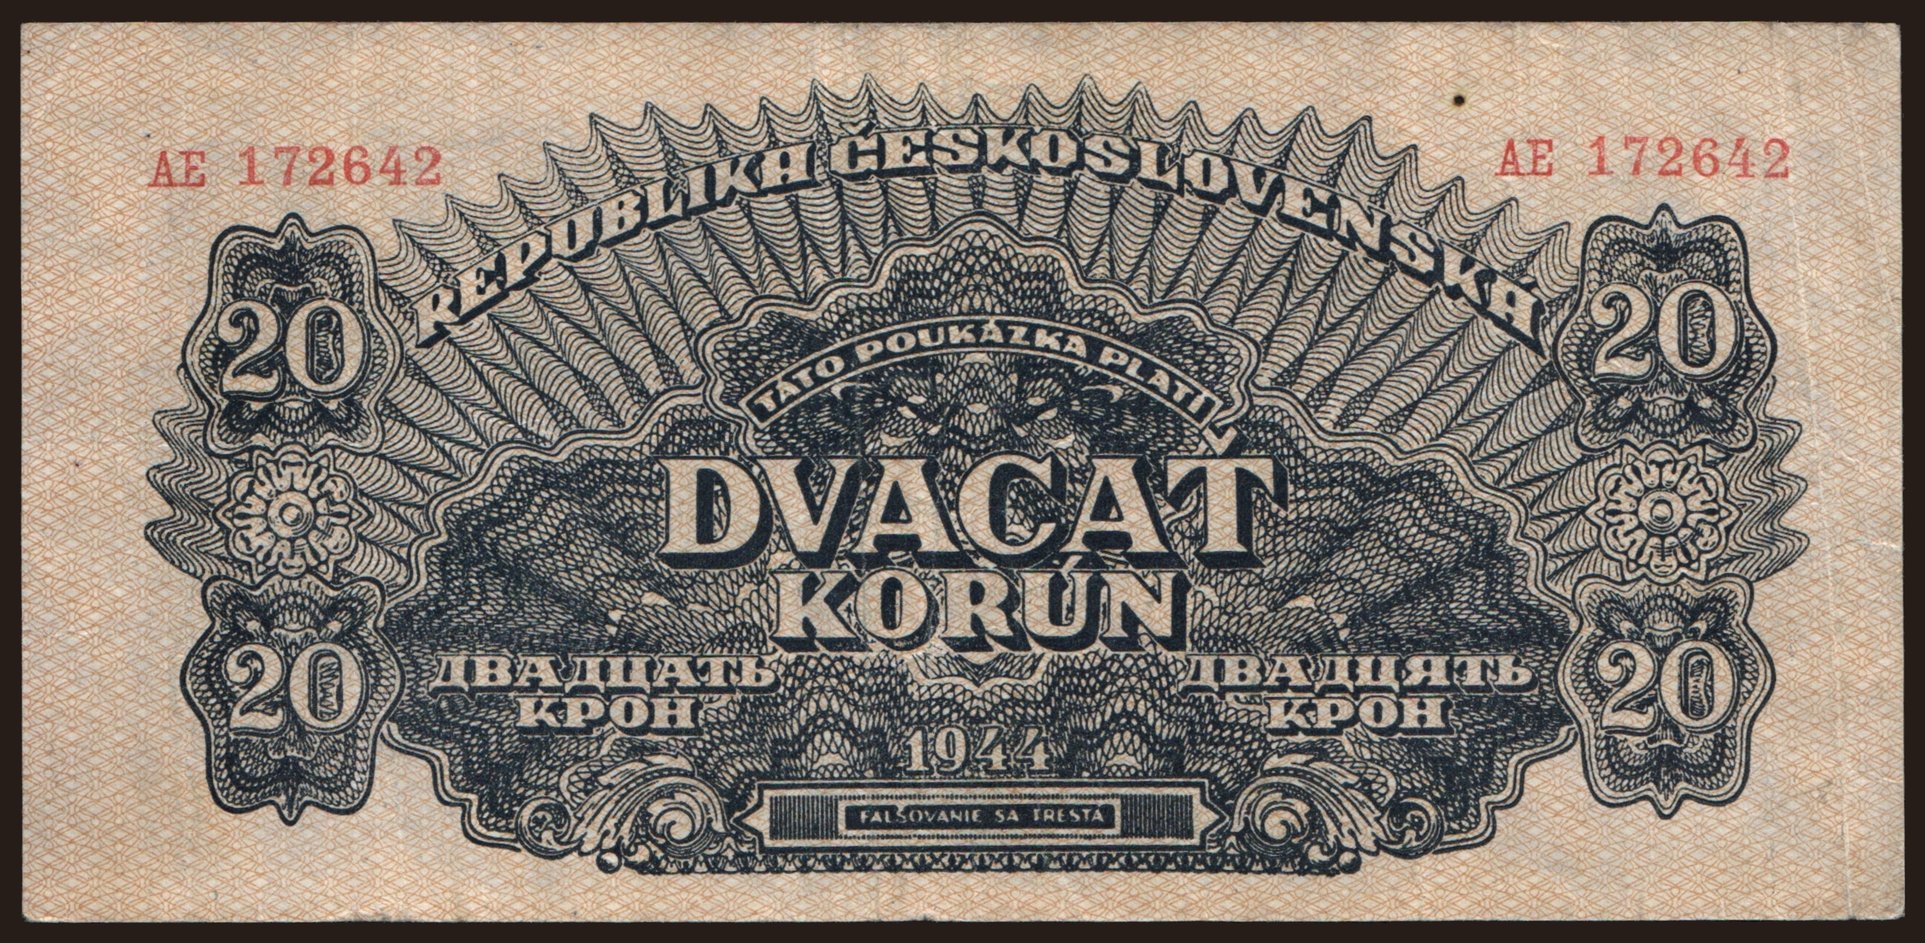 AE 172642
AE 172642
REPUBLIKA ČESKOSLOVENSKÁ
20
20
TÁTO POUKÁZKA PLATÍ
DVACAŤ
KORÚN
ДВАДЦАТЬ
КРОН
ДВАДЦЯТЬ
КРОН
20
20
1944
FALŠOVANIE SA TRESTÁ